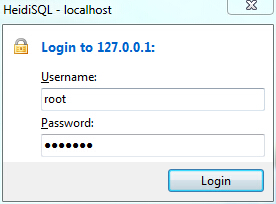 HeidiSQL - localhost
Login to 127.0.0.1:
Username:
root
Password:
●●●●●●●
Login